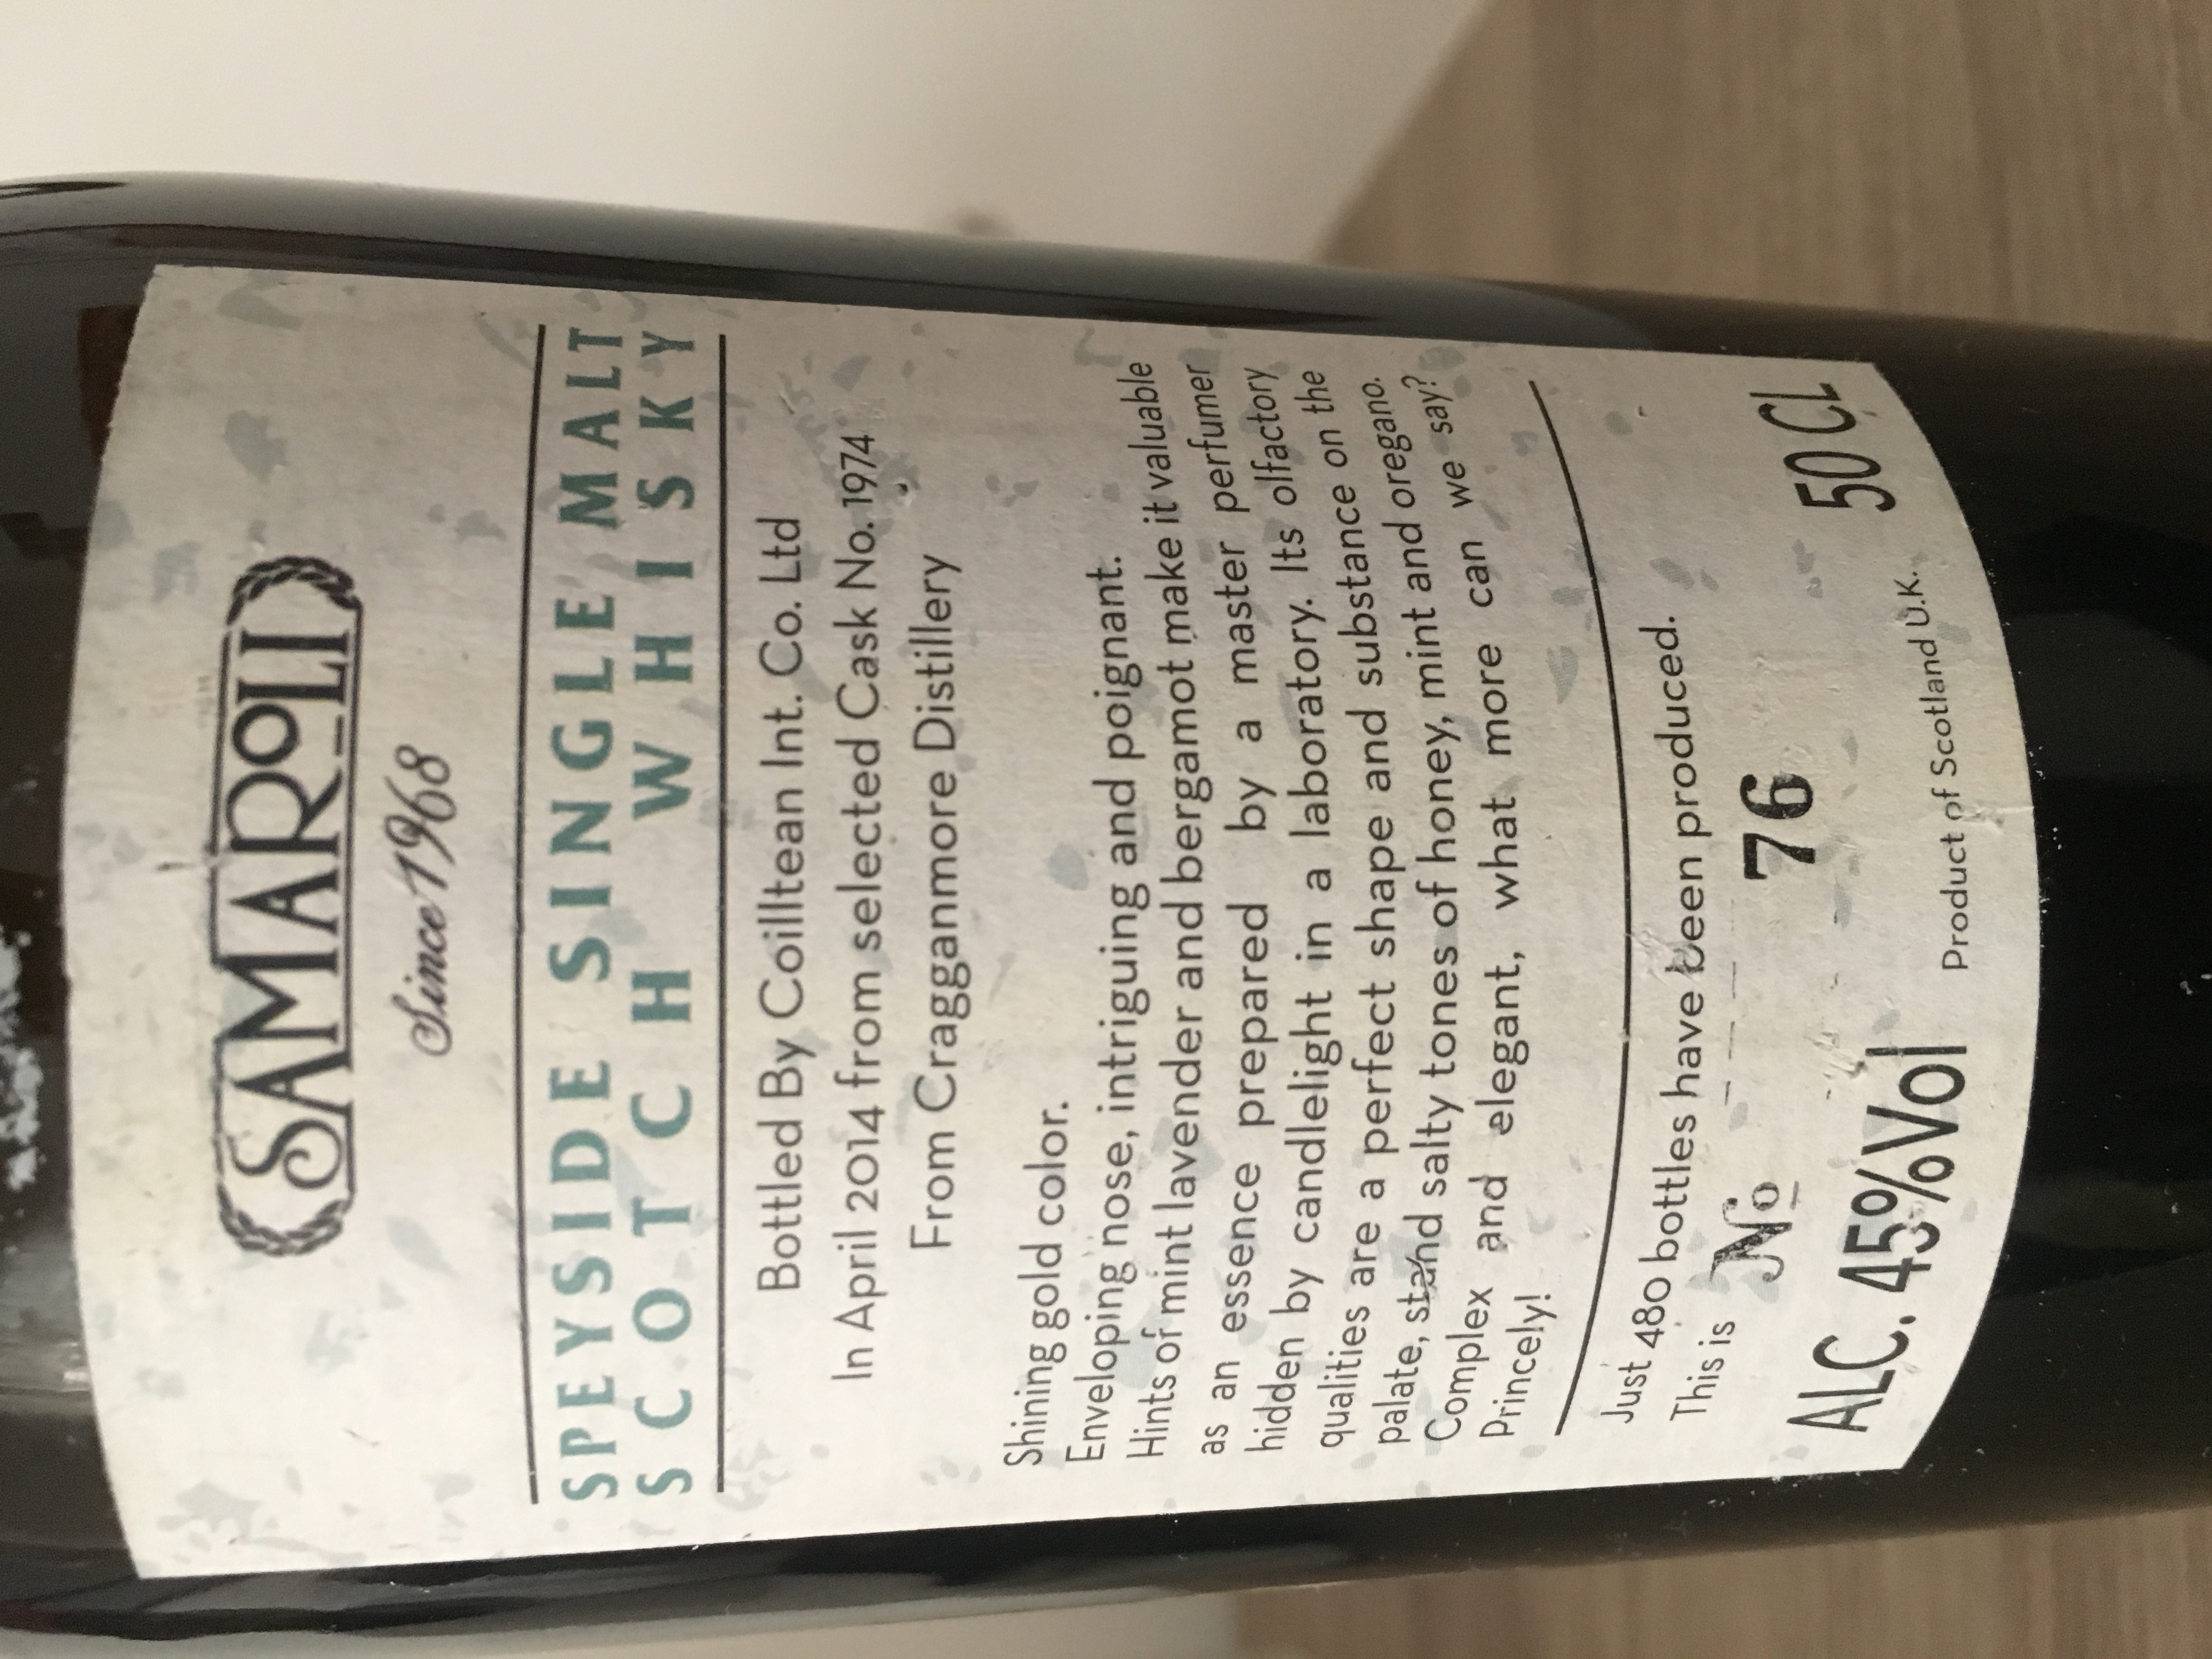 SAMAROLI
Since 1968
SPEYSIDE SINGLE MALT
SCOTCH WHISKY
Bottled By Coilltean Int. Co. Ltd
In April 2014 from selected Cask No. 1974
From Cragganmore Distillery
Shining gold color.
Enveloping nose, intriguing and poignant.
Hints of mint lavender and bergamot make it valuable
as an essence prepared by a master perfumer
hidden by candlelight in a laboratory. Its olfactory
qualities are a perfect shape and substance on the
palate, stand salty tones of honey, mint and oregano.
Complex and elegant, what more can we say?
Princely!
Just 480 bottles have been produced.
This is No 76
ALC. 45%Vol Product of Scotland U.K. 50 CL